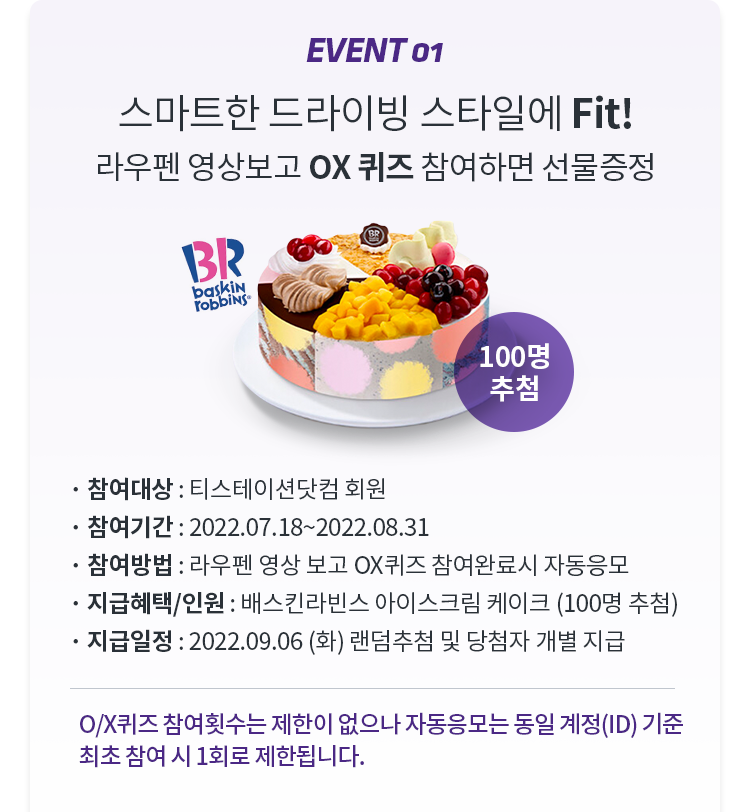 EVENT 01
스마트한 드라이빙 스타일에 Fit!
라우펜 영상보고 OX 퀴즈 참여하면 선물증정
BR
baskin
robbins®
BR
100명
추첨
· 참여대상 : 티스테이션닷컴 회원
· 참여기간 : 2022.07.18~2022.08.31
· 참여방법 : 라우펜 영상 보고 OX퀴즈 참여완료시 자동응모
· 지급혜택/인원 : 배스킨라빈스 아이스크림 케이크 (100명 추첨)
· 지급일정 : 2022.09.06 (화) 랜덤추첨 및 당첨자 개별 지급
O/X퀴즈 참여횟수는 제한이 없으나 자동응모는 동일 계정(ID) 기준
최초 참여 시 1회로 제한됩니다.